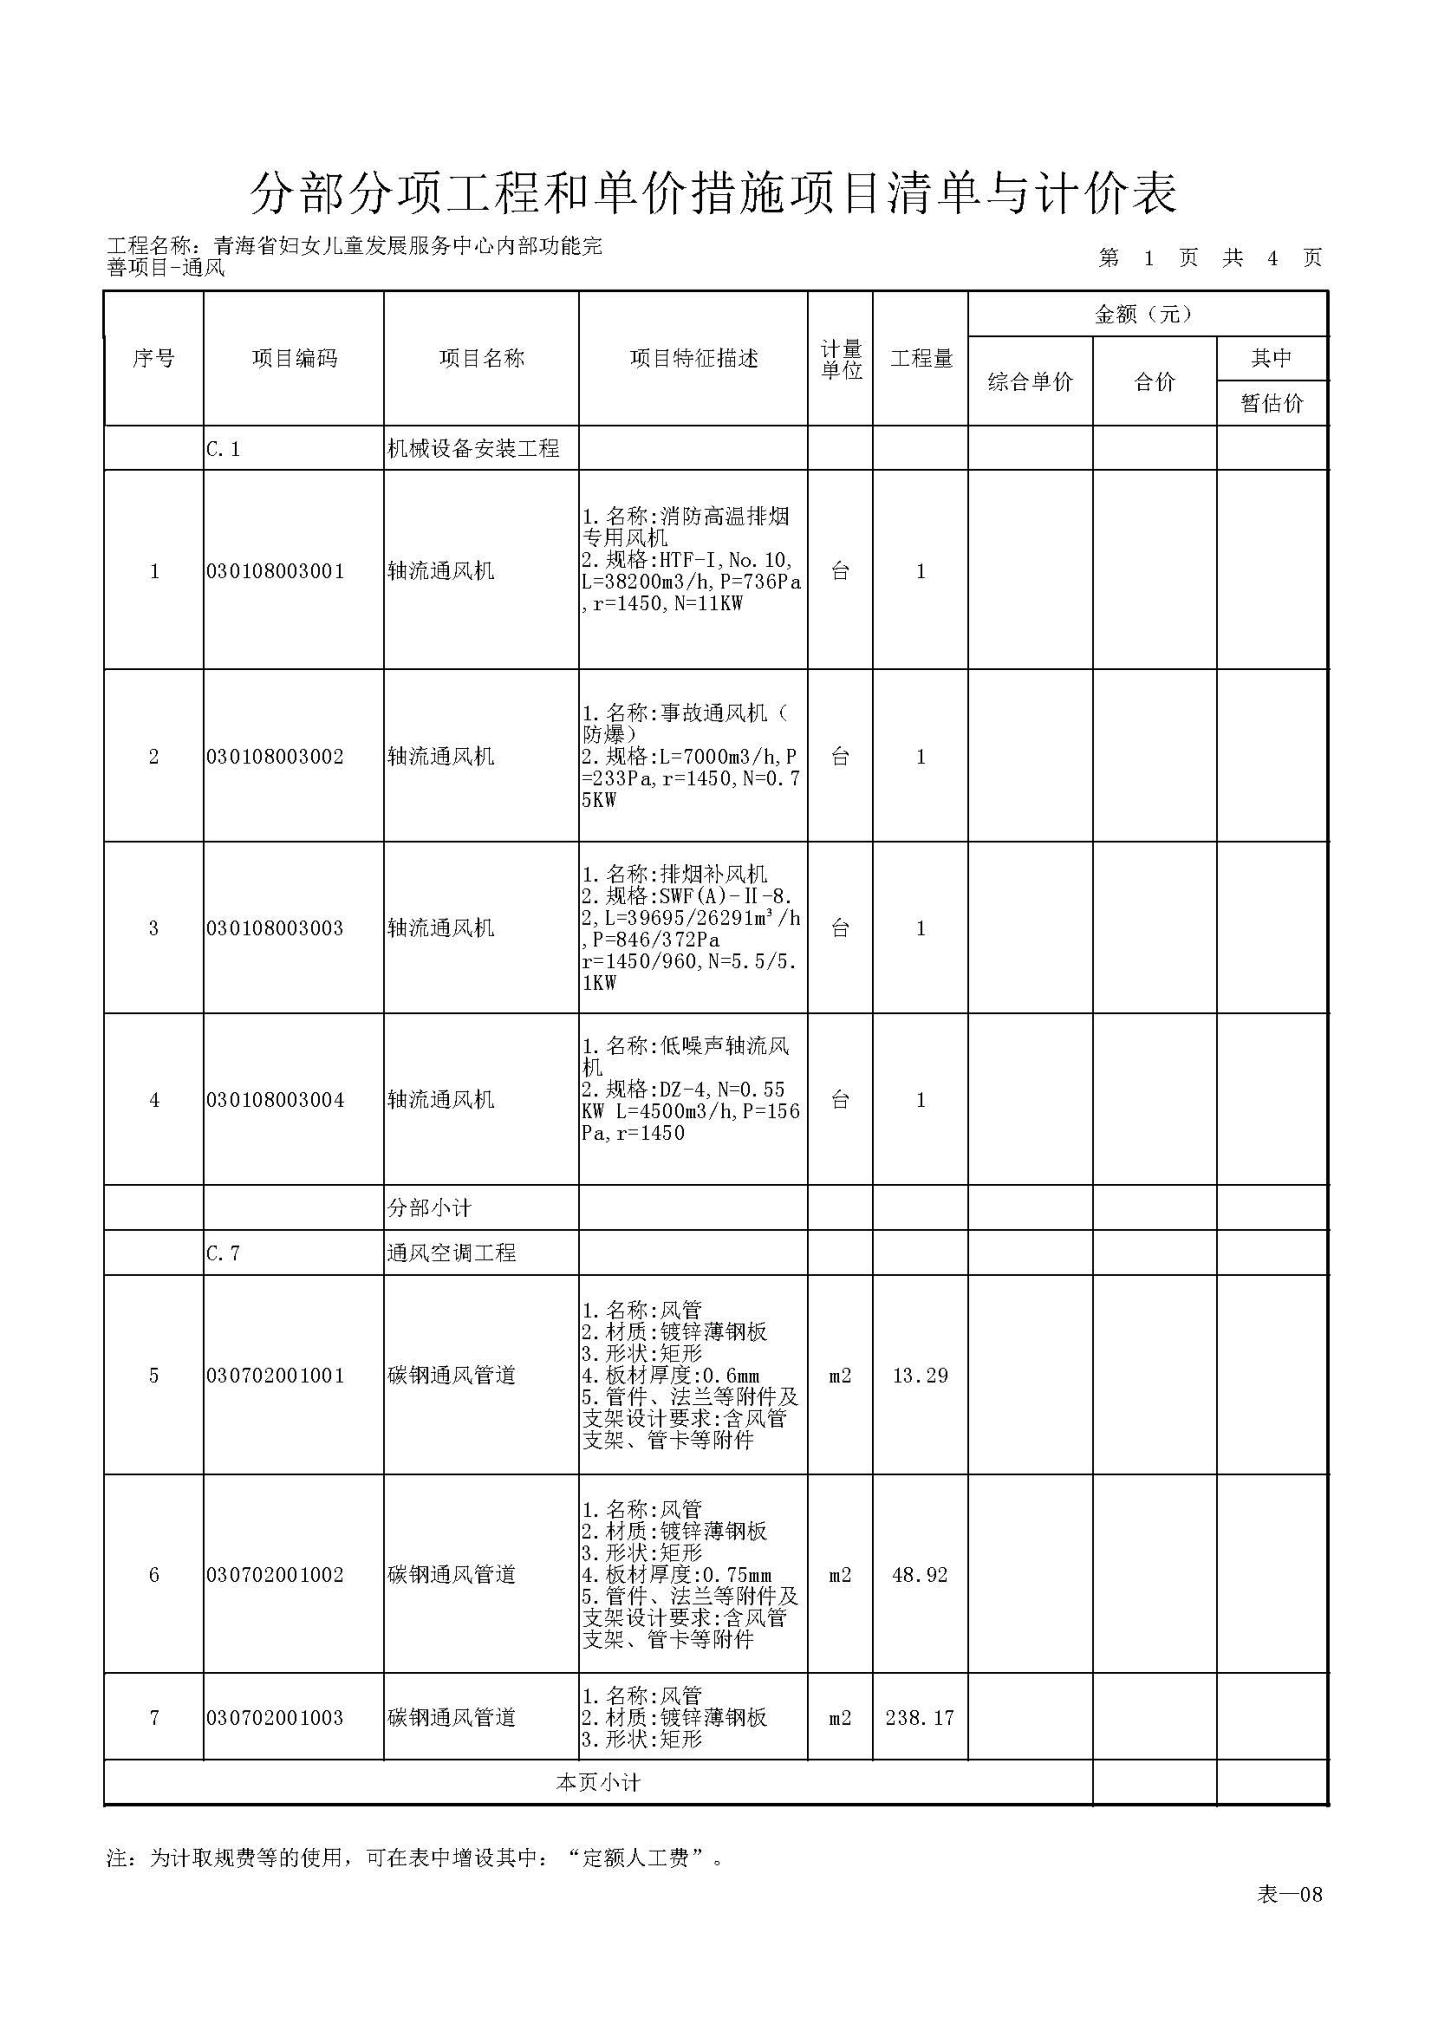 分部分项工程和单价措施项目清单与计价表
工程名称：青海省妇女儿童发展服务中心内部功能完
善项目-通风
第 1 页 共 4 页
序号
项目编码
项目名称
项目特征描述
计量
单位
工程量
金额（元）
综合单价
合价
其中
暂估价
C.1
机械设备安装工程
1
030108003001
轴流通风机
1.名称:消防高温排烟
专用风机
2.规格:HTF-I,No.10,
L=38200m3/h,P=736Pa
,r=1450,N=11KW
台
1
2
030108003002
轴流通风机
1.名称:事故通风机（
防爆）
2.规格:L=7000m3/h,P
=233Pa,r=1450,N=0.7
5KW
台
1
3
030108003003
轴流通风机
1.名称:排烟补风机
2.规格:SWF(A)-Ⅱ-8.
2,L=39695/26291m³/h
,P=846/372Pa
r=1450/960,N=5.5/5.
1KW
台
1
4
030108003004
轴流通风机
1.名称:低噪声轴流风
机
2.规格:DZ-4,N=0.55
KW L=4500m3/h,P=156
Pa,r=1450
台
1
分部小计
C.7
通风空调工程
5
030702001001
碳钢通风管道
1.名称:风管
2.材质:镀锌薄钢板
3.形状:矩形
4.板材厚度:0.6mm
5.管件、法兰等附件及
支架设计要求:含风管
支架、管卡等附件
m2
13.29
6
030702001002
碳钢通风管道
1.名称:风管
2.材质:镀锌薄钢板
3.形状:矩形
4.板材厚度:0.75mm
5.管件、法兰等附件及
支架设计要求:含风管
支架、管卡等附件
m2
48.92
7
030702001003
碳钢通风管道
1.名称:风管
2.材质:镀锌薄钢板
3.形状:矩形
m2
238.17
本页小计
注：为计取规费等的使用，可在表中增设其中：“定额人工费”。
表—08